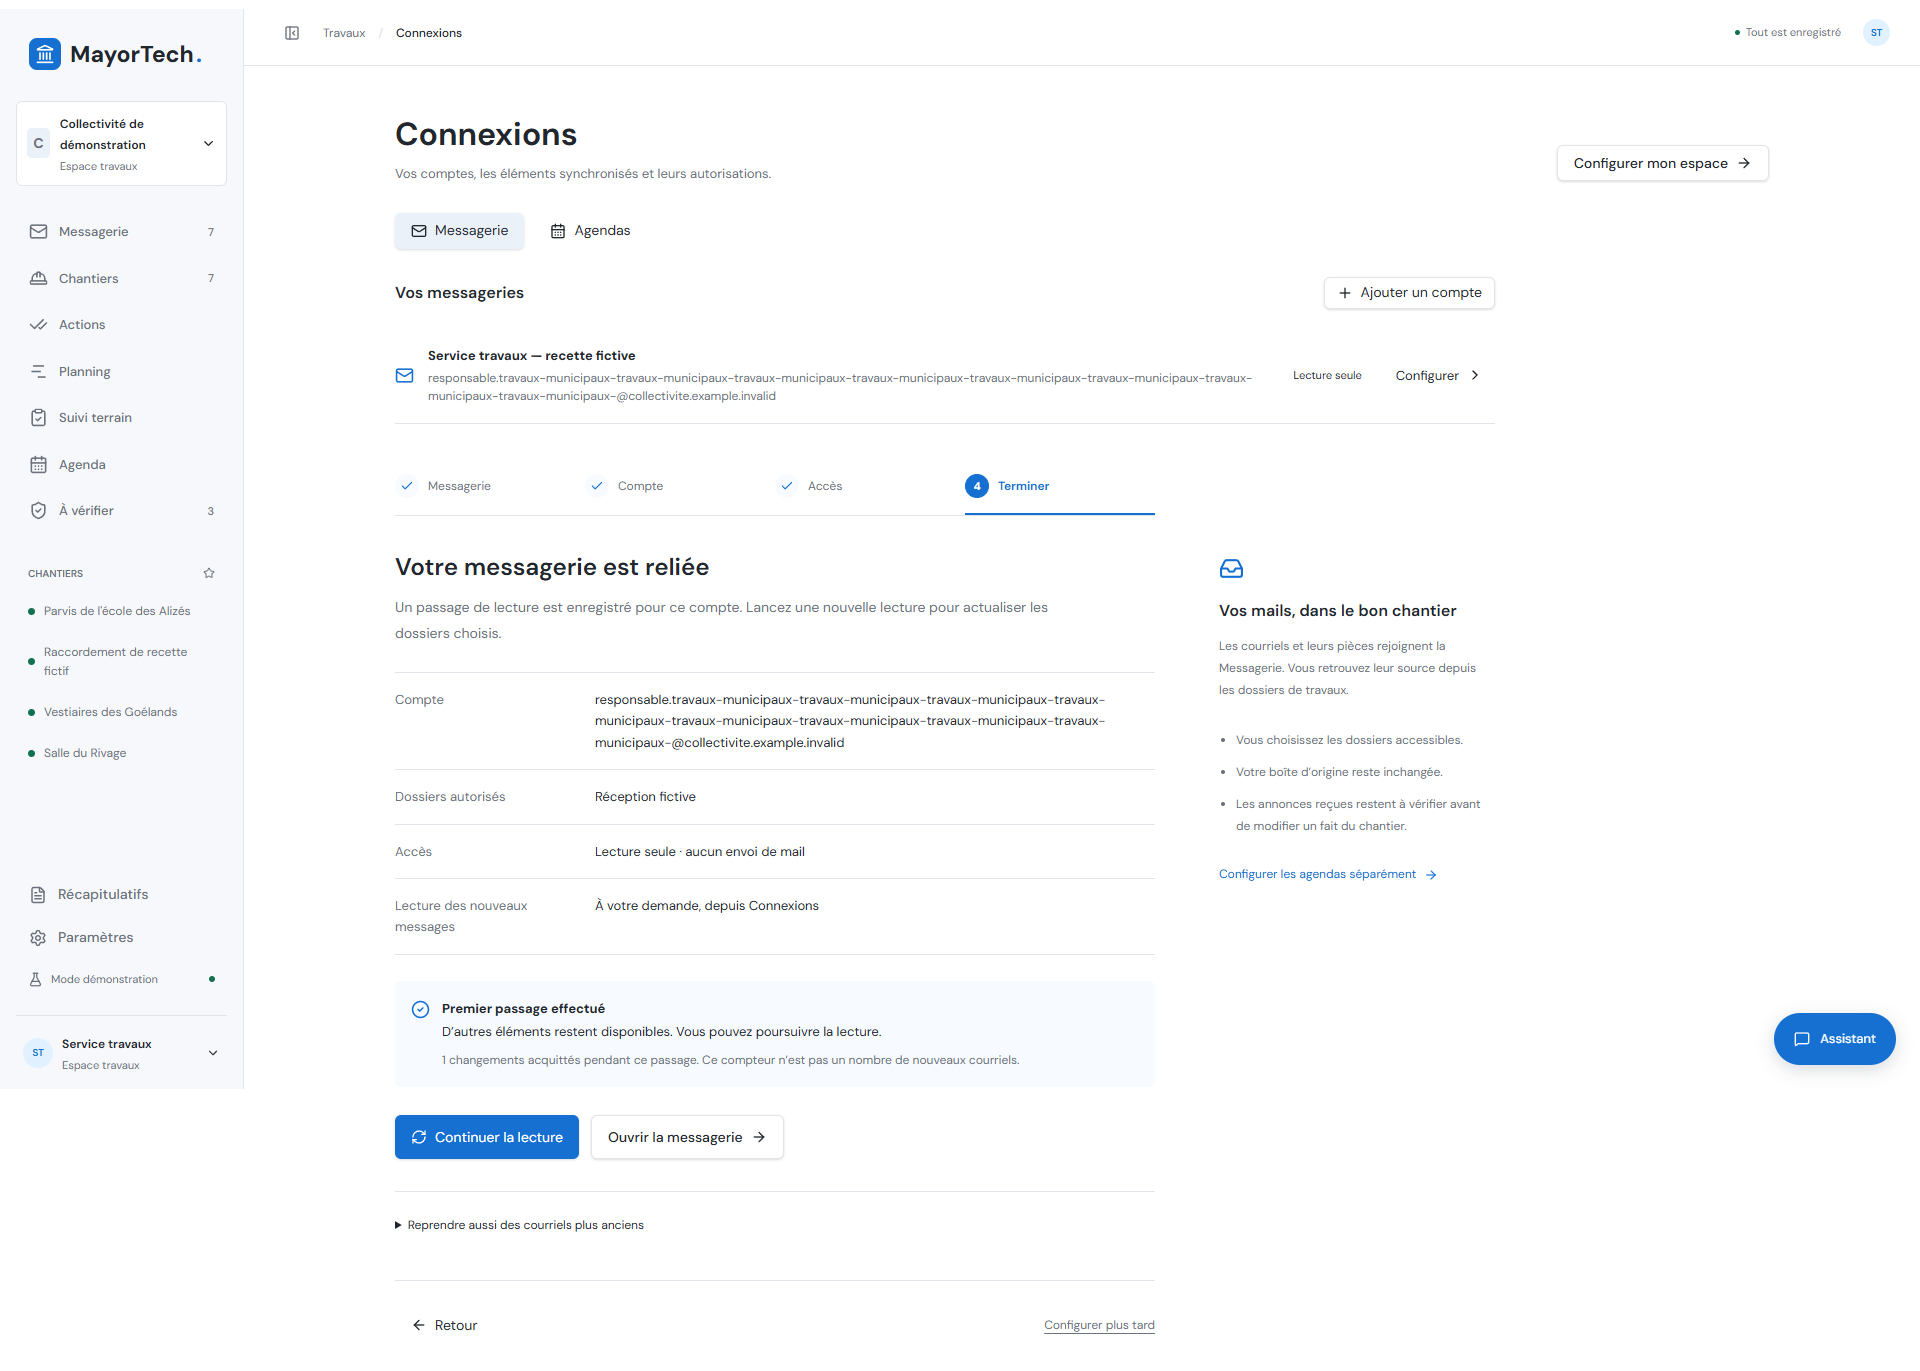 MayorTech.
C
Collectivité de
démonstration
Espace travaux
Messagerie 7
Chantiers 7
Actions
Planning
Suivi terrain
Agenda
À vérifier 3
CHANTIERS
Parvis de l'école des Alizés
Raccordement de recette
fictif
Vestiaires des Goélands
Salle du Rivage
Récapitulatifs
Paramètres
Mode démonstration
ST
Service travaux
Espace travaux
Travaux / Connexions
Tout est enregistré
ST
Connexions
Vos comptes, les éléments synchronisés et leurs autorisations.
Configurer mon espace
Messagerie
Agendas
Vos messageries
Ajouter un compte
Service travaux — recette fictive
responsable.travaux-municipaux-travaux-municipaux-travaux-municipaux-travaux-municipaux-travaux-municipaux-travaux-municipaux-travaux-
municipaux-travaux-municipaux-@collectivite.example.invalid
Lecture seule
Configurer
Messagerie
Compte
Accès
4 Terminer
Votre messagerie est reliée
Un passage de lecture est enregistré pour ce compte. Lancez une nouvelle lecture pour actualiser les
dossiers choisis.
Compte
responsable.travaux-municipaux-travaux-municipaux-travaux-municipaux-travaux-
municipaux-travaux-municipaux-travaux-municipaux-travaux-municipaux-travaux-
municipaux-@collectivite.example.invalid
Dossiers autorisés
Réception fictive
Accès
Lecture seule · aucun envoi de mail
Lecture des nouveaux
messages
À votre demande, depuis Connexions
Premier passage effectué
D’autres éléments restent disponibles. Vous pouvez poursuivre la lecture.
1 changements acquittés pendant ce passage. Ce compteur n’est pas un nombre de nouveaux courriels.
Continuer la lecture
Ouvrir la messagerie
Reprendre aussi des courriels plus anciens
Retour
Configurer plus tard
Vos mails, dans le bon chantier
Les courriels et leurs pièces rejoignent la
Messagerie. Vous retrouvez leur source depuis
les dossiers de travaux.
Vous choisissez les dossiers accessibles.
Votre boîte d’origine reste inchangée.
Les annonces reçues restent à vérifier avant
de modifier un fait du chantier.
Configurer les agendas séparément
Assistant